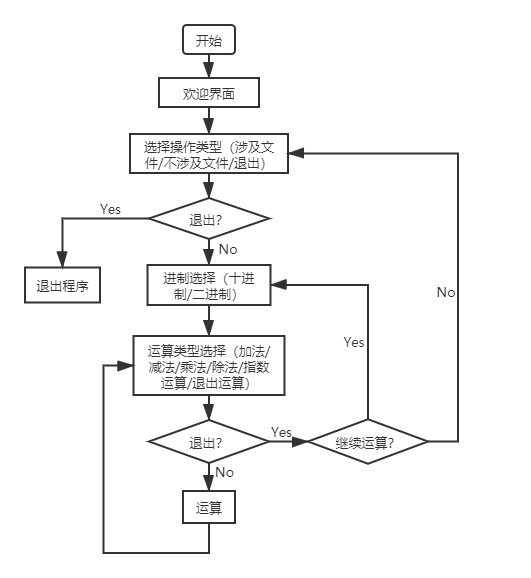 开始
欢迎界面
选择操作类型（涉及文
件/不涉及文件/退出）
Yes
退出?
No
退出程序
进制选择（十进
制/二进制）
No
Yes
运算类型选择（加法/
减法/乘法/除法/指数
运算/退出运算）
退出?
Yes
继续运算?
No
运算